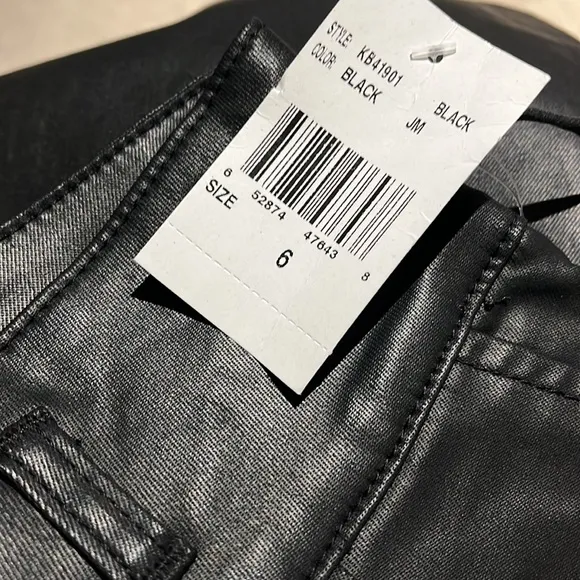 STYLE: KB41901 BLACK
COLOR: BLACK JM
6 52874 47643 8
SIZE 6